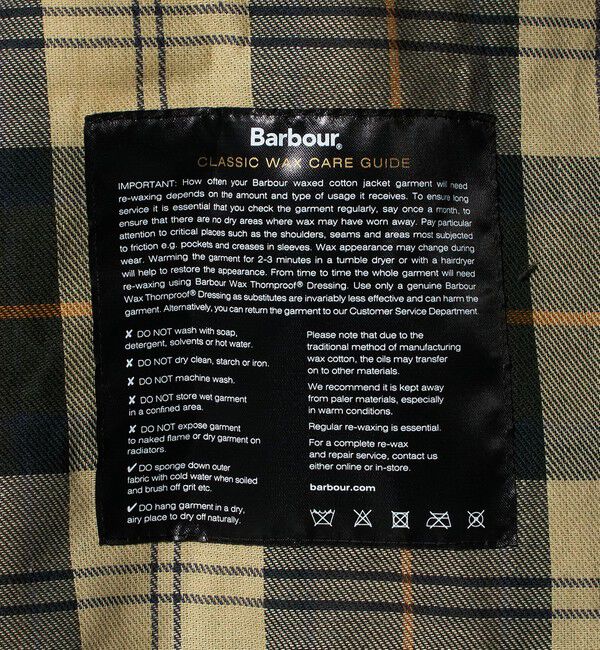 Barbour®
CLASSIC WAX CARE GUIDE
IMPORTANT: How often your Barbour waxed cotton jacket garment will need
re-waxing depends on the amount and type of usage it receives. To ensure long
service it is essential that you check the garment regularly, say once a month, to
ensure that there are no dry areas where wax may have worn away. Pay particular
attention to critical places such as the shoulders, seams and areas most subjected
to friction e.g. pockets and creases in sleeves. Wax appearance may change during
wear. Warming the garment for 2-3 minutes in a tumble dryer or with a hairdryer
will help to restore the appearance. From time to time the whole garment will need
re-waxing using Barbour Wax Thornproof® Dressing. Use only a genuine Barbour
Wax Thornproof® Dressing as substitutes are invariably less effective and can harm the
garment. Alternatively, you can return the garment to our Customer Service Department.
✗ DO NOT wash with soap,
detergent, solvents or hot water.
✗ DO NOT dry clean, starch or iron.
✗ DO NOT machine wash.
✗ DO NOT store wet garment
in a confined area.
✗ DO NOT expose garment
to naked flame or dry garment on
radiators.
✓ DO sponge down outer
fabric with cold water when soiled
and brush off grit etc.
✓ DO hang garment in a dry,
airy place to dry off naturally.
Please note that due to the
traditional method of manufacturing
wax cotton, the oils may transfer
on to other materials.
We recommend it is kept away
from paler materials, especially
in warm conditions.
Regular re-waxing is essential.
For a complete re-wax
and repair service, contact us
either online or in-store.
barbour.com